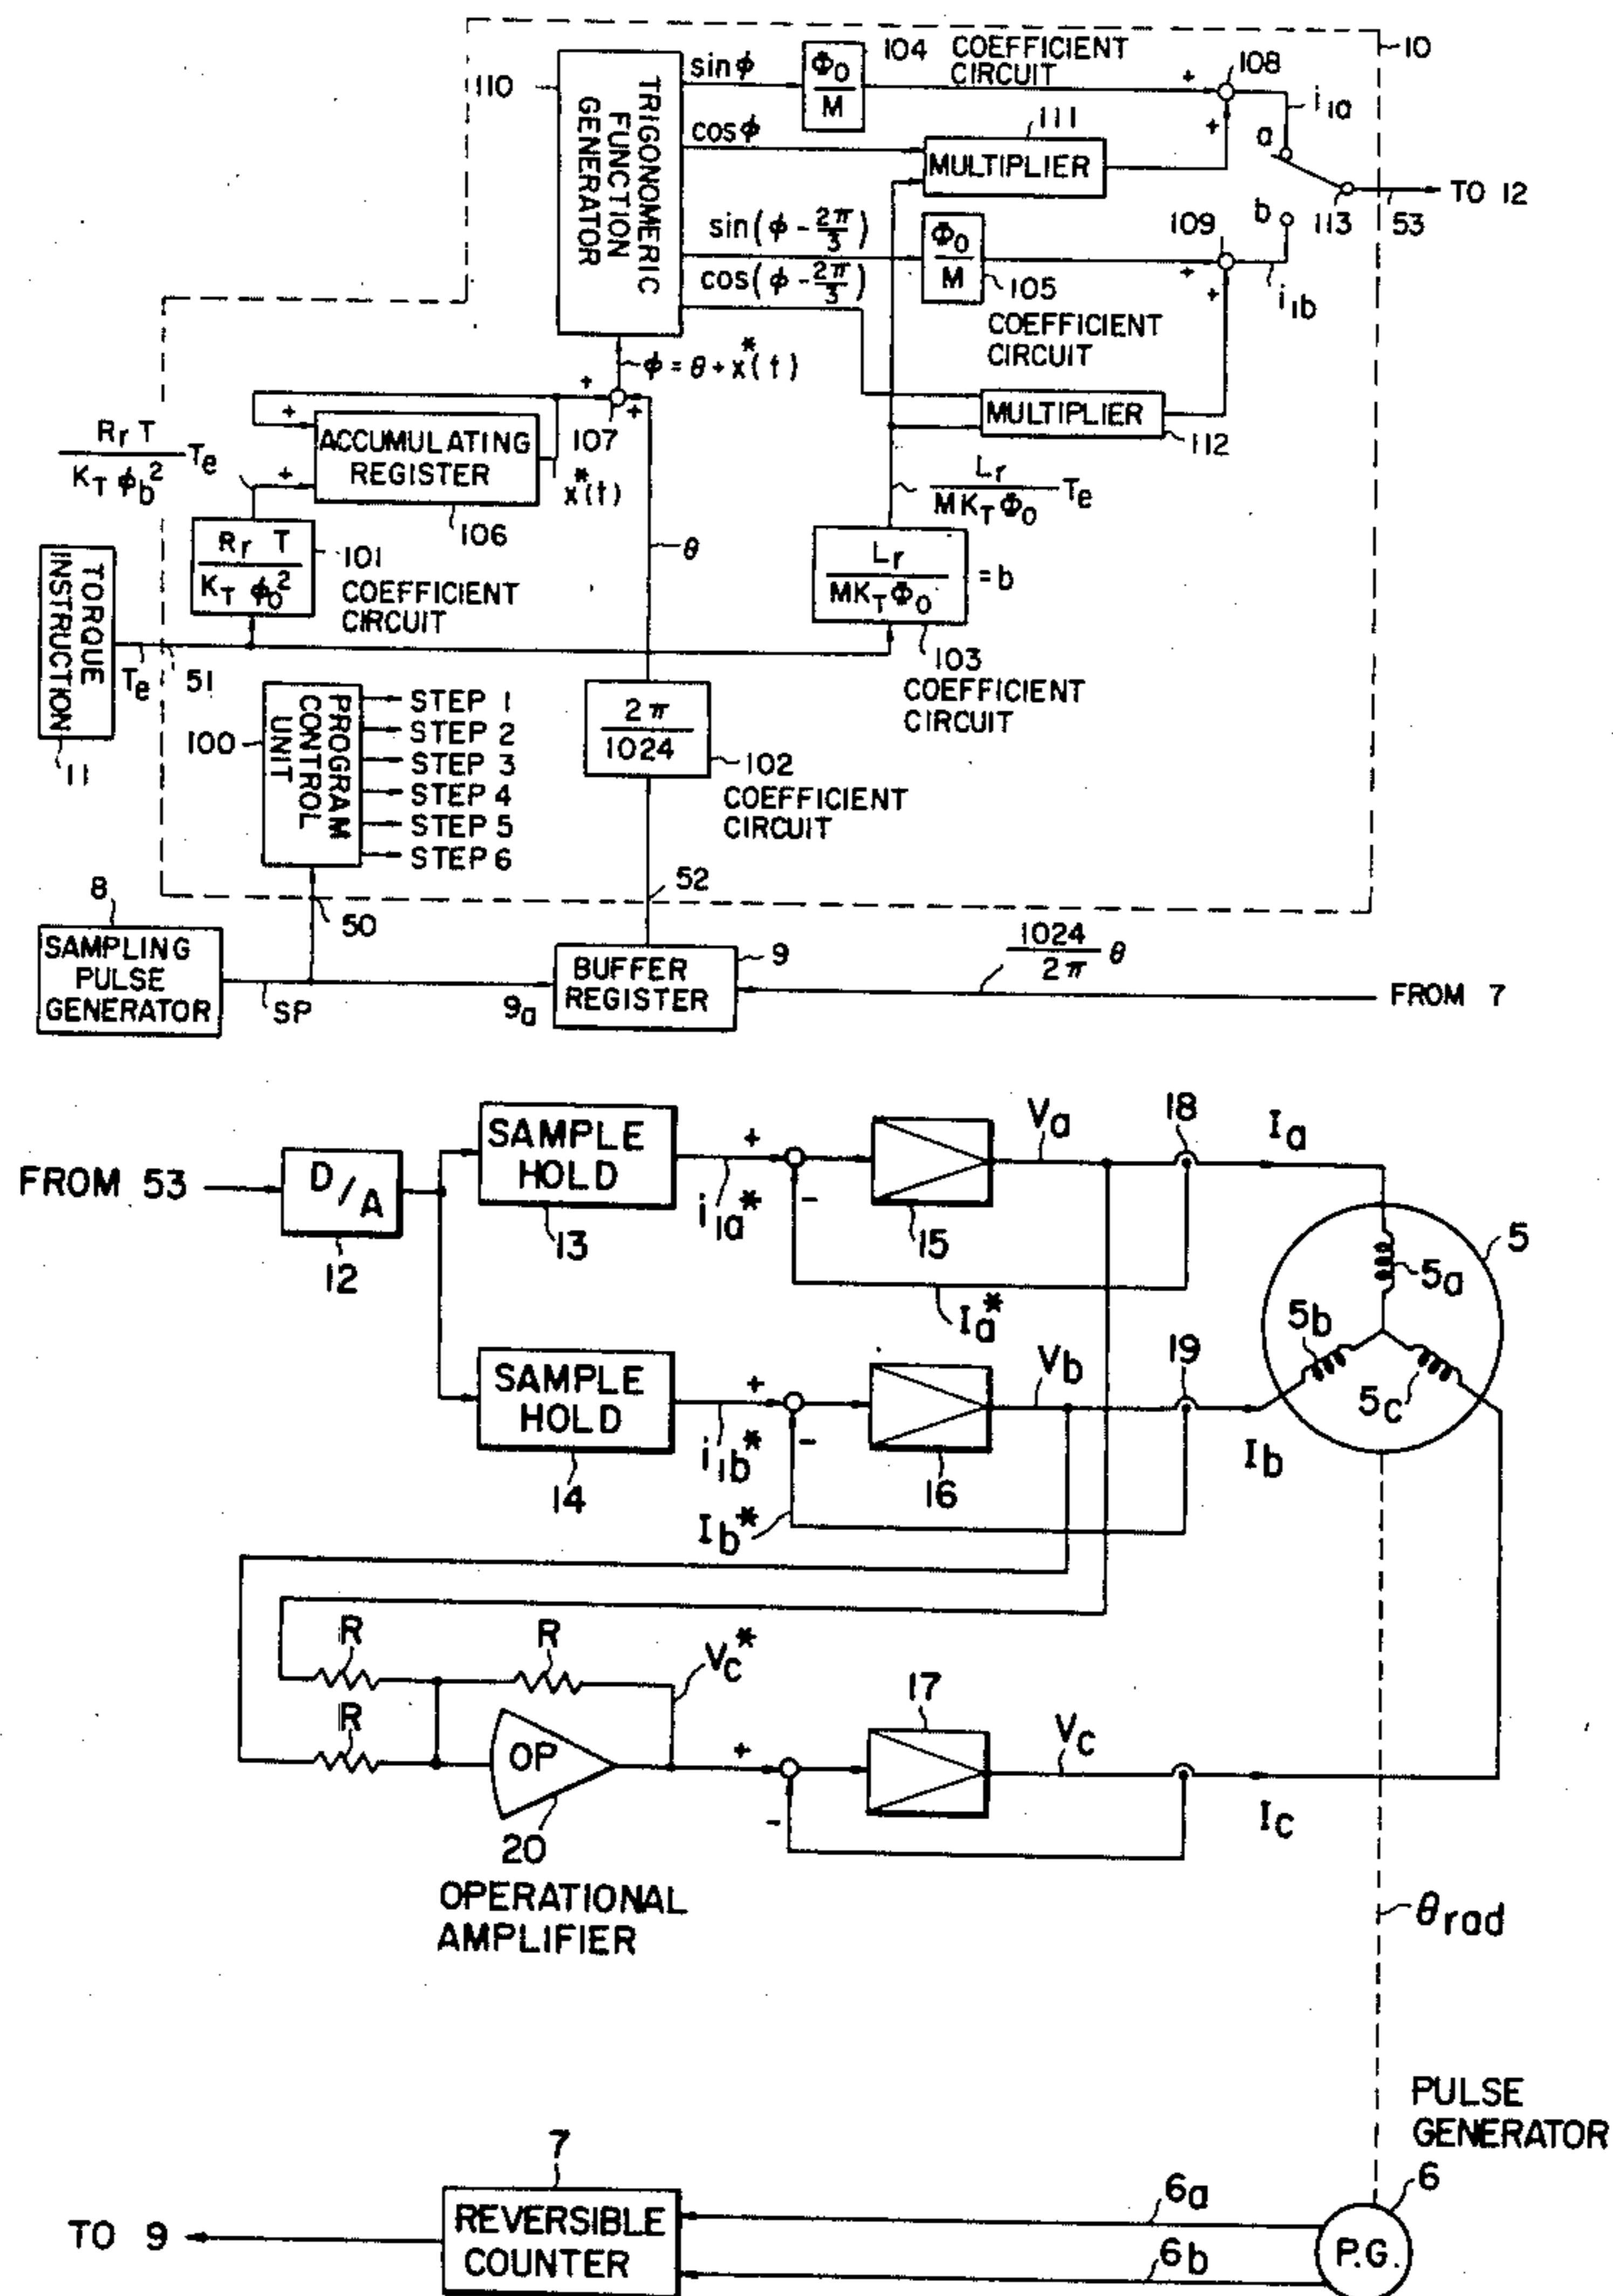 10
110
TRIGONOMERIC
FUNCTION
GENERATOR
sin φ
Φ0
M
104 COEFFICIENT
CIRCUIT
+
108
i1a
+
a
cos φ
111
MULTIPLIER
TO 12
53
113
b
sin(φ - 2π/3)
Φ0
M
105
COEFFICIENT
CIRCUIT
109
+
+
i1b
cos(φ - 2π/3)
φ = θ + x*(t)
+
+
107
MULTIPLIER
112
Rr T
KT φb²
Te
+
+
ACCUMULATING
REGISTER
106
x*(t)
Lr
MKTΦ0
Te
Rr T
KT φ0²
101
COEFFICIENT
CIRCUIT
θ
Lr
MKTΦ0
= b
103
COEFFICIENT
CIRCUIT
TORQUE
INSTRUCTION
11
Te
51
100
PROGRAM
CONTROL
UNIT
STEP 1
STEP 2
STEP 3
STEP 4
STEP 5
STEP 6
2π
1024
102
COEFFICIENT
CIRCUIT
8
50
52
SAMPLING
PULSE
GENERATOR
SP
9a
BUFFER
REGISTER
9
1024
2π
θ
FROM 7
FROM 53
D/A
12
SAMPLE
HOLD
13
+
-
i1a*
15
Va
18
Ia
Ia*
5
5a
5b
5c
SAMPLE
HOLD
14
+
-
i1b*
16
Vb
19
Ib
Ib*
R
R
R
Vc*
OP
20
OPERATIONAL
AMPLIFIER
+
-
17
Vc
Ic
θrad
PULSE
GENERATOR
6
P.G.
6a
6b
7
REVERSIBLE
COUNTER
TO 9